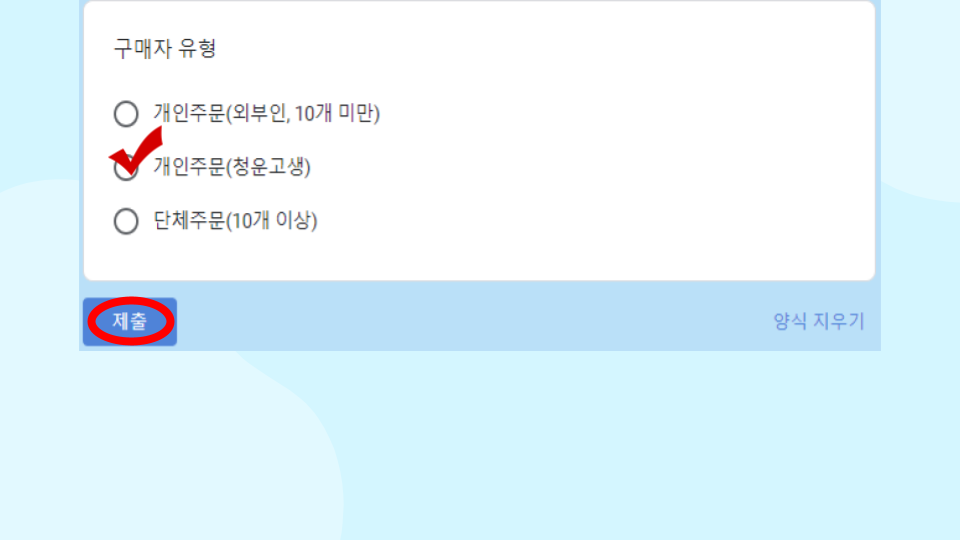 구매자 유형
개인주문(외부인, 10개 미만)
개인주문(청운고생)
단체주문(10개 이상)
제출
양식 지우기